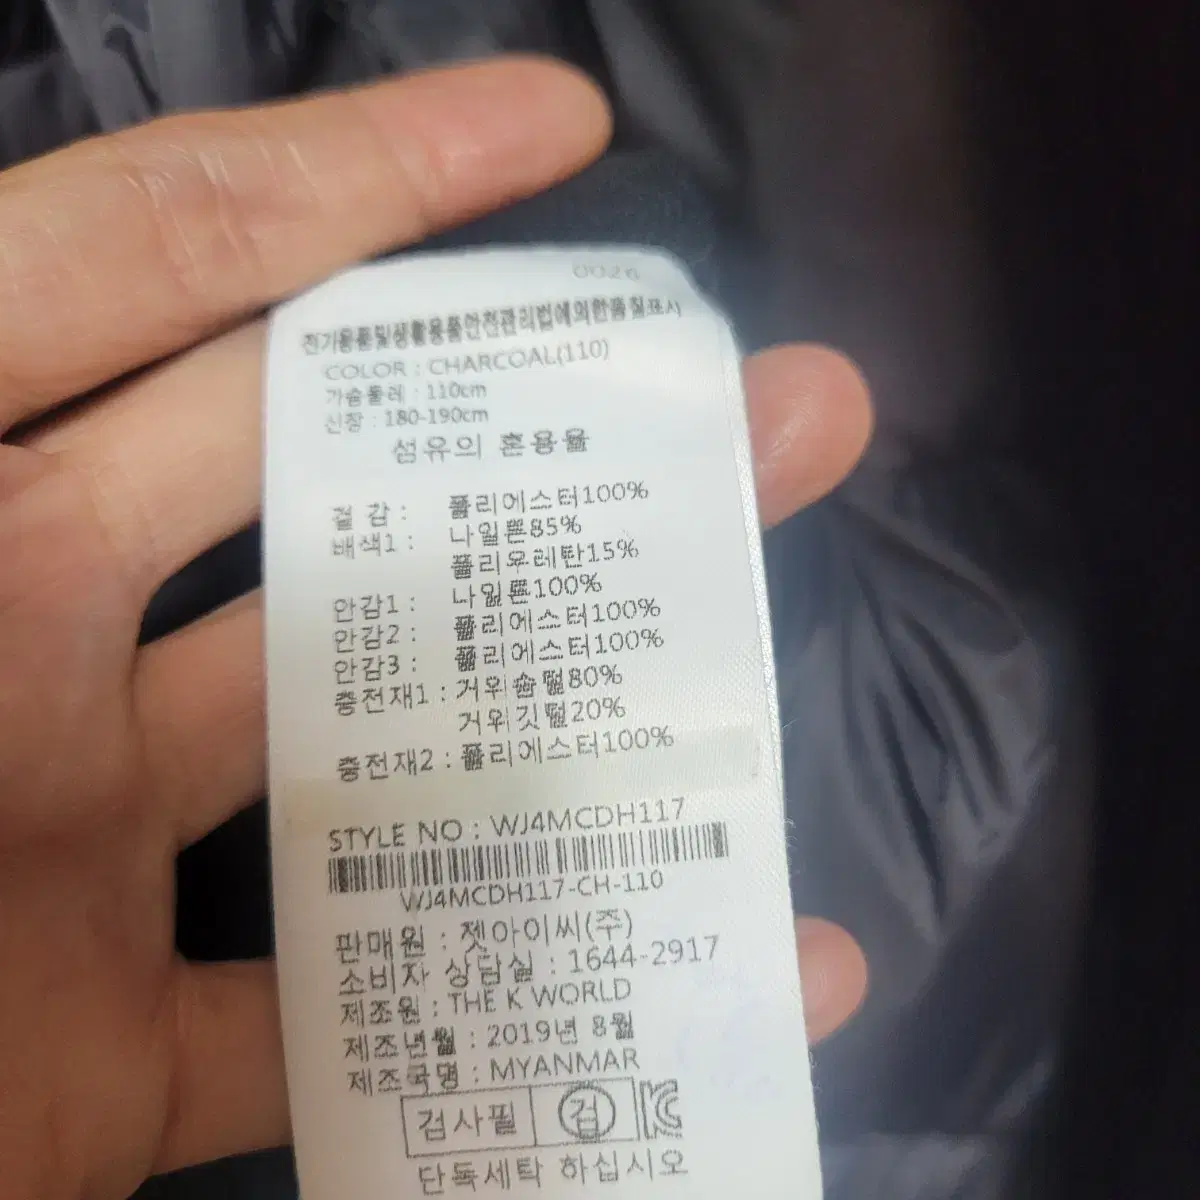 0026
전기용품및생활용품안전관리법에의한품질표시
COLOR : CHARCOAL(110)
가슴둘레 : 110cm
신장 : 180-190cm
섬유의 혼용율
겉 감 : 폴리에스터100%
배색1 : 나일론85%
폴리우레탄15%
안감1 : 나일론100%
안감2 : 폴리에스터100%
안감3 : 폴리에스터100%
충전재1 : 거위솜털80%
거위깃털20%
충전재2 : 폴리에스터100%
STYLE NO : WJ4MCDH117
WJ4MCDH117-CH-110
판매원 : 젯아이씨(주)
소비자 상담실 : 1644-2917
제조원 : THE K WORLD
제조년월 : 2019년 8월
제조국명 : MYANMAR
검사필 검 KC
단독세탁 하십시오